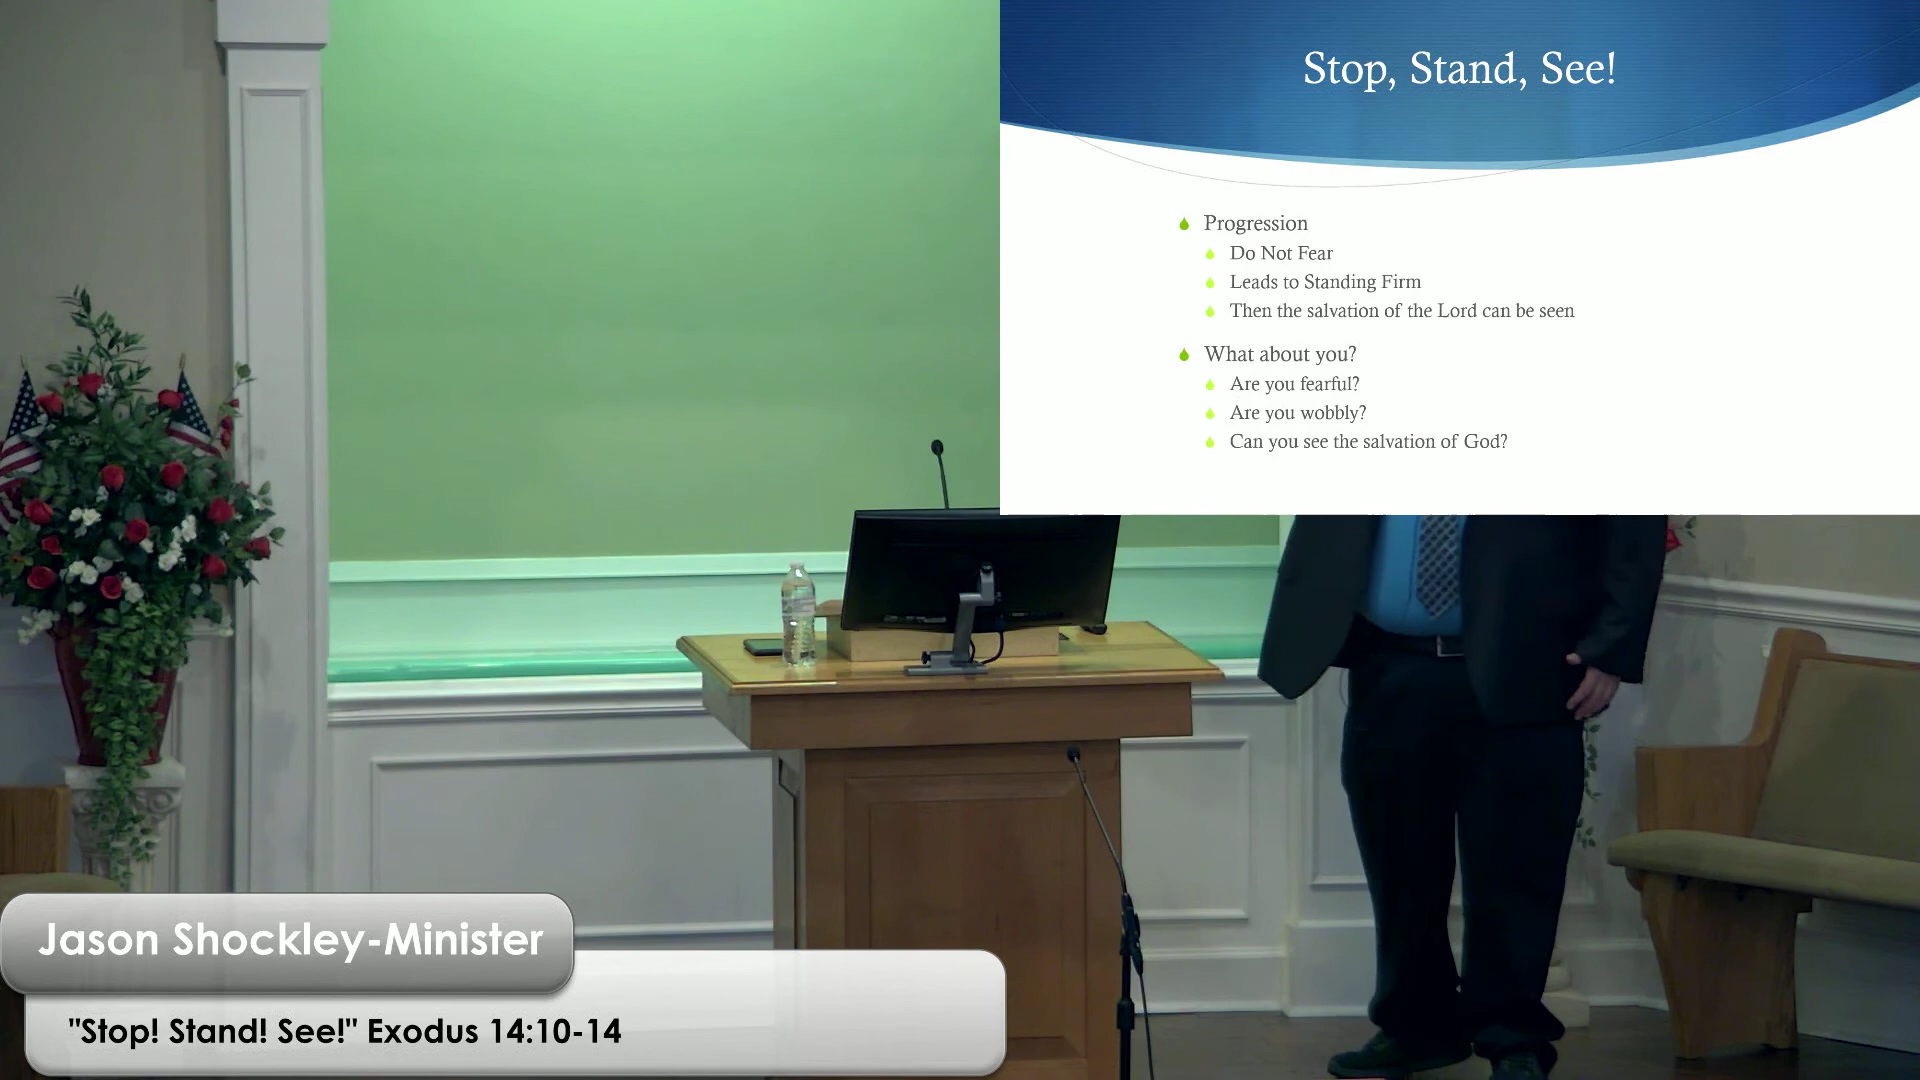 Stop, Stand, See!
Progression
Do Not Fear
Leads to Standing Firm
Then the salvation of the Lord can be seen
What about you?
Are you fearful?
Are you wobbly?
Can you see the salvation of God?
Jason Shockley-Minister
"Stop! Stand! See!" Exodus 14:10-14